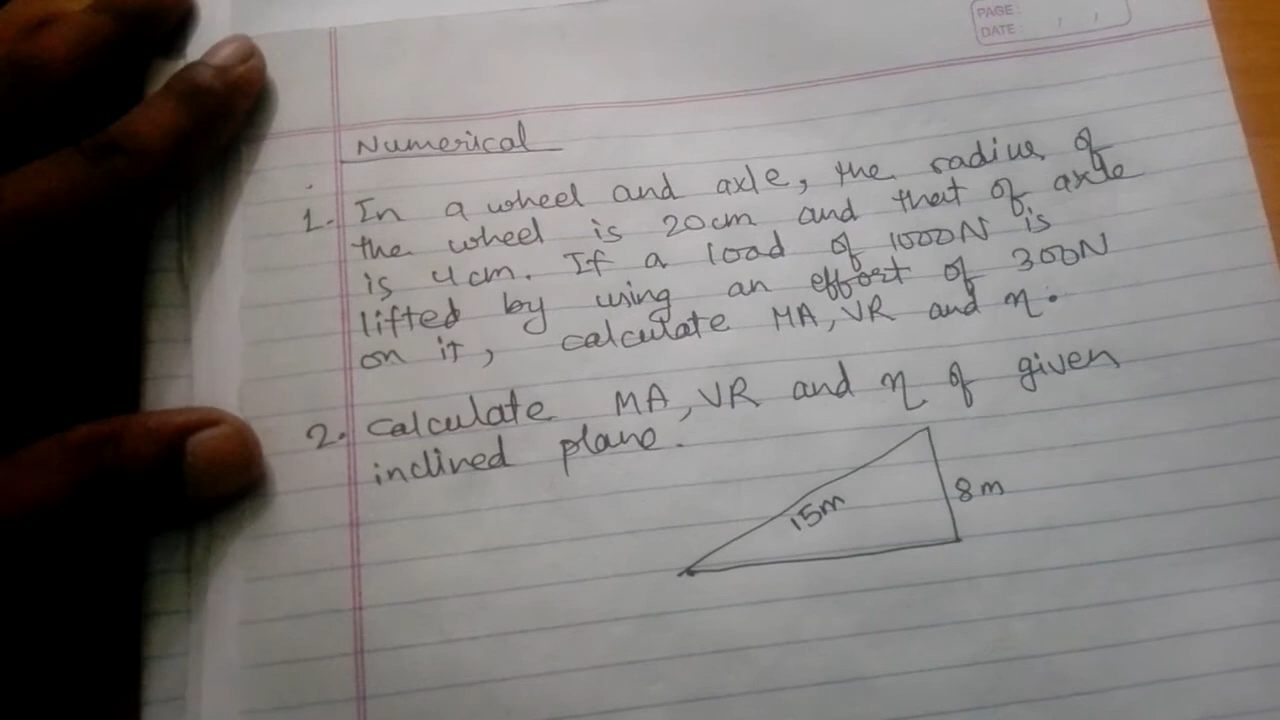 PAGE:
DATE: / /
Numerical
1. In a wheel and axle, the radius of
the wheel is 20cm and that of axle
is 4cm. If a load of 1000N is
lifted by using an effort of 300N
on it, calculate MA, VR and η.
2. Calculate MA, VR and η of given
inclined plane.
15m
8m